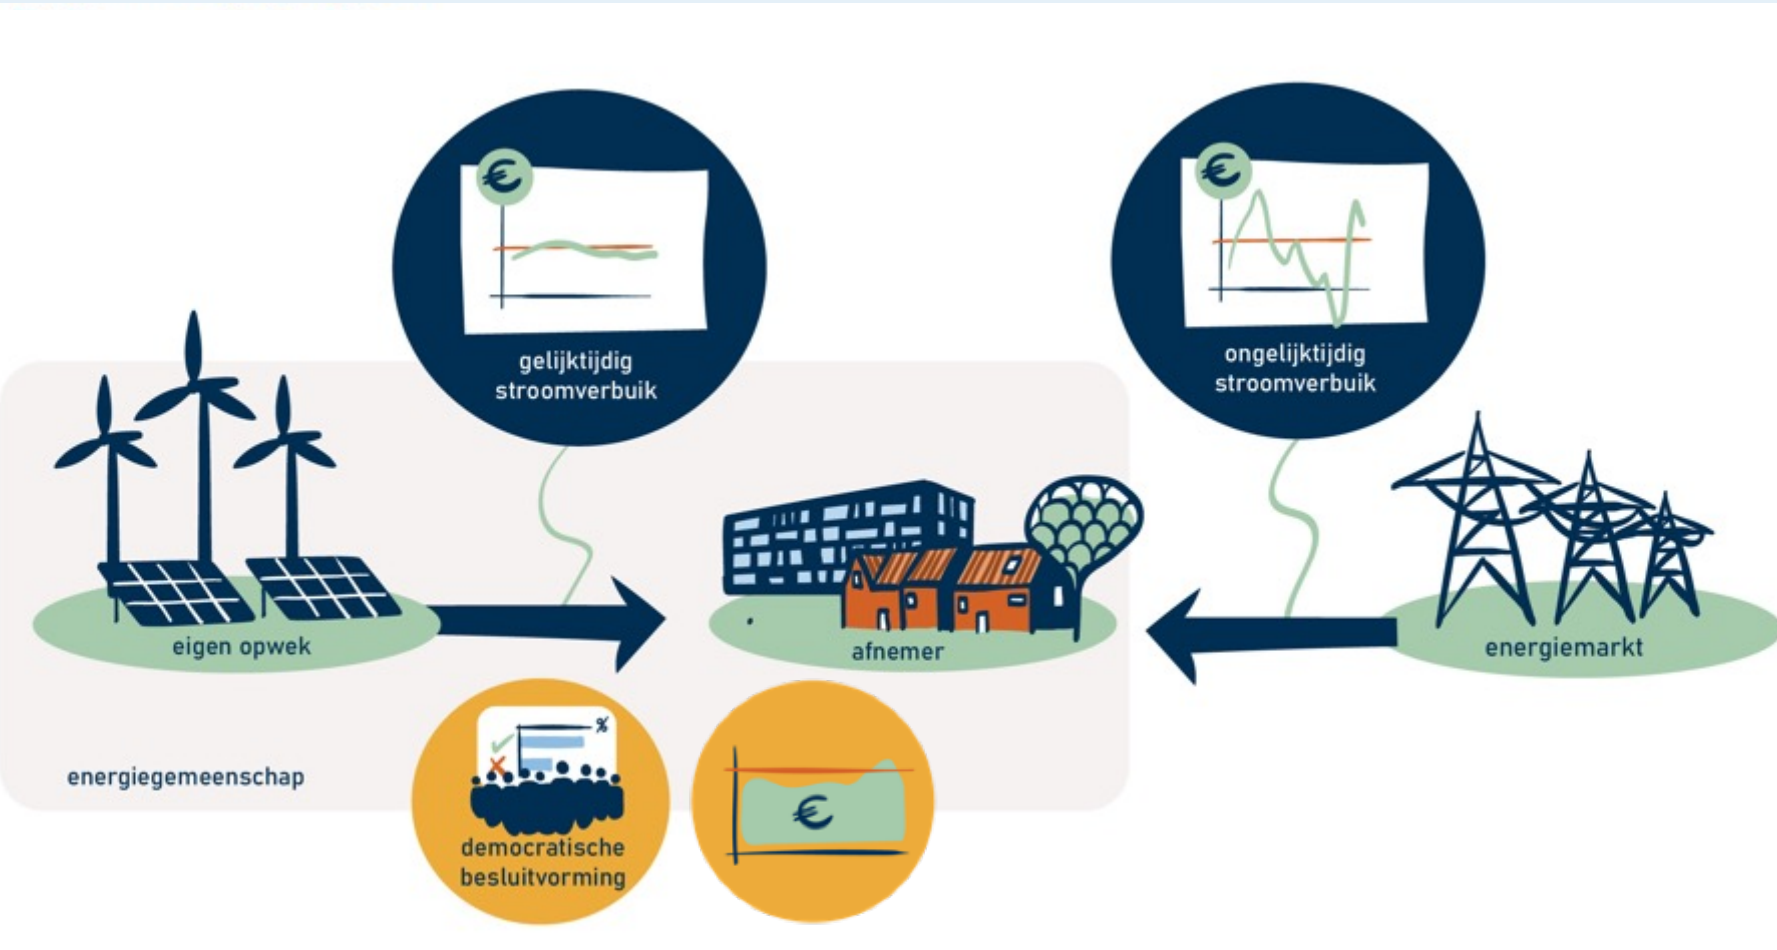 €
gelijktijdig
stroomverbuik
€
ongelijktijdig
stroomverbuik
eigen opwek
afnemer
energiemarkt
energiegemeenschap
%
democratische
besluitvorming
€